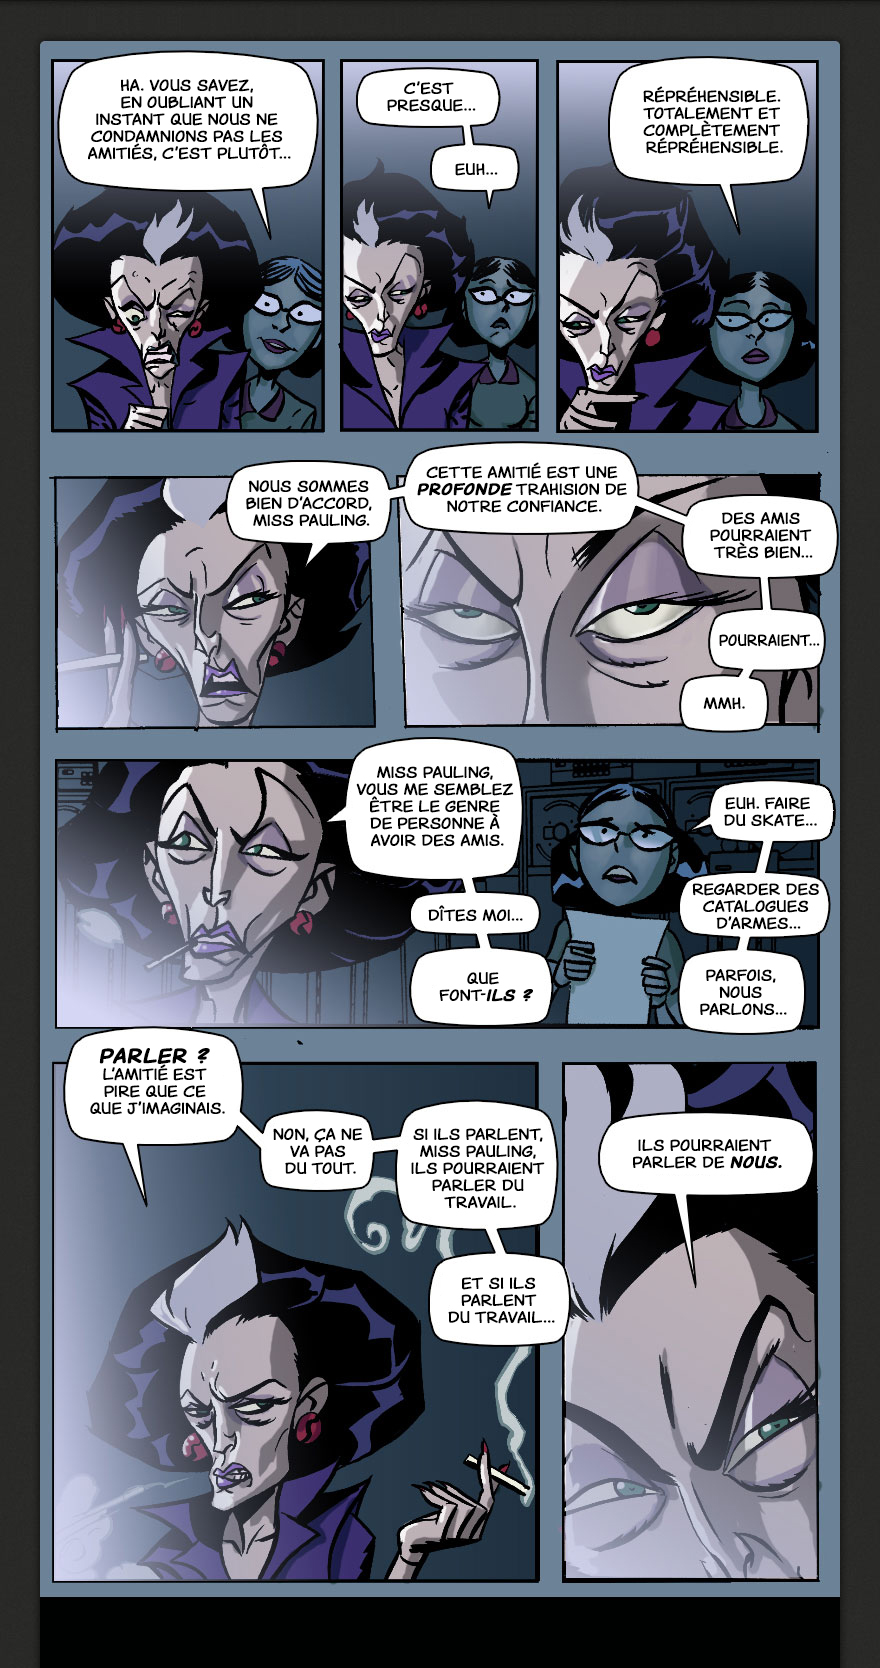 HA. VOUS SAVEZ,
EN OUBLIANT UN
INSTANT QUE NOUS NE
CONDAMNIONS PAS LES
AMITIÉS, C'EST PLUTÔT...
C'EST
PRESQUE...
EUH...
RÉPRÉHENSIBLE.
TOTALEMENT ET
COMPLÈTEMENT
RÉPRÉHENSIBLE.
NOUS SOMMES
BIEN D'ACCORD,
MISS PAULING.
CETTE AMITIÉ EST UNE
PROFONDE TRAHISION DE
NOTRE CONFIANCE.
DES AMIS
POURRAIENT
TRÈS BIEN...
POURRAIENT...
MMH.
MISS PAULING,
VOUS ME SEMBLEZ
ÊTRE LE GENRE
DE PERSONNE À
AVOIR DES AMIS.
DÎTES MOI...
QUE
FONT-ILS ?
EUH. FAIRE
DU SKATE...
REGARDER DES
CATALOGUES
D'ARMES...
PARFOIS,
NOUS
PARLONS...
PARLER ?
L'AMITIÉ EST
PIRE QUE CE
QUE J'IMAGINAIS.
NON, ÇA NE
VA PAS
DU TOUT.
SI ILS PARLENT,
MISS PAULING,
ILS POURRAIENT
PARLER DU
TRAVAIL.
ET SI ILS
PARLENT
DU TRAVAIL...
ILS POURRAIENT
PARLER DE NOUS.